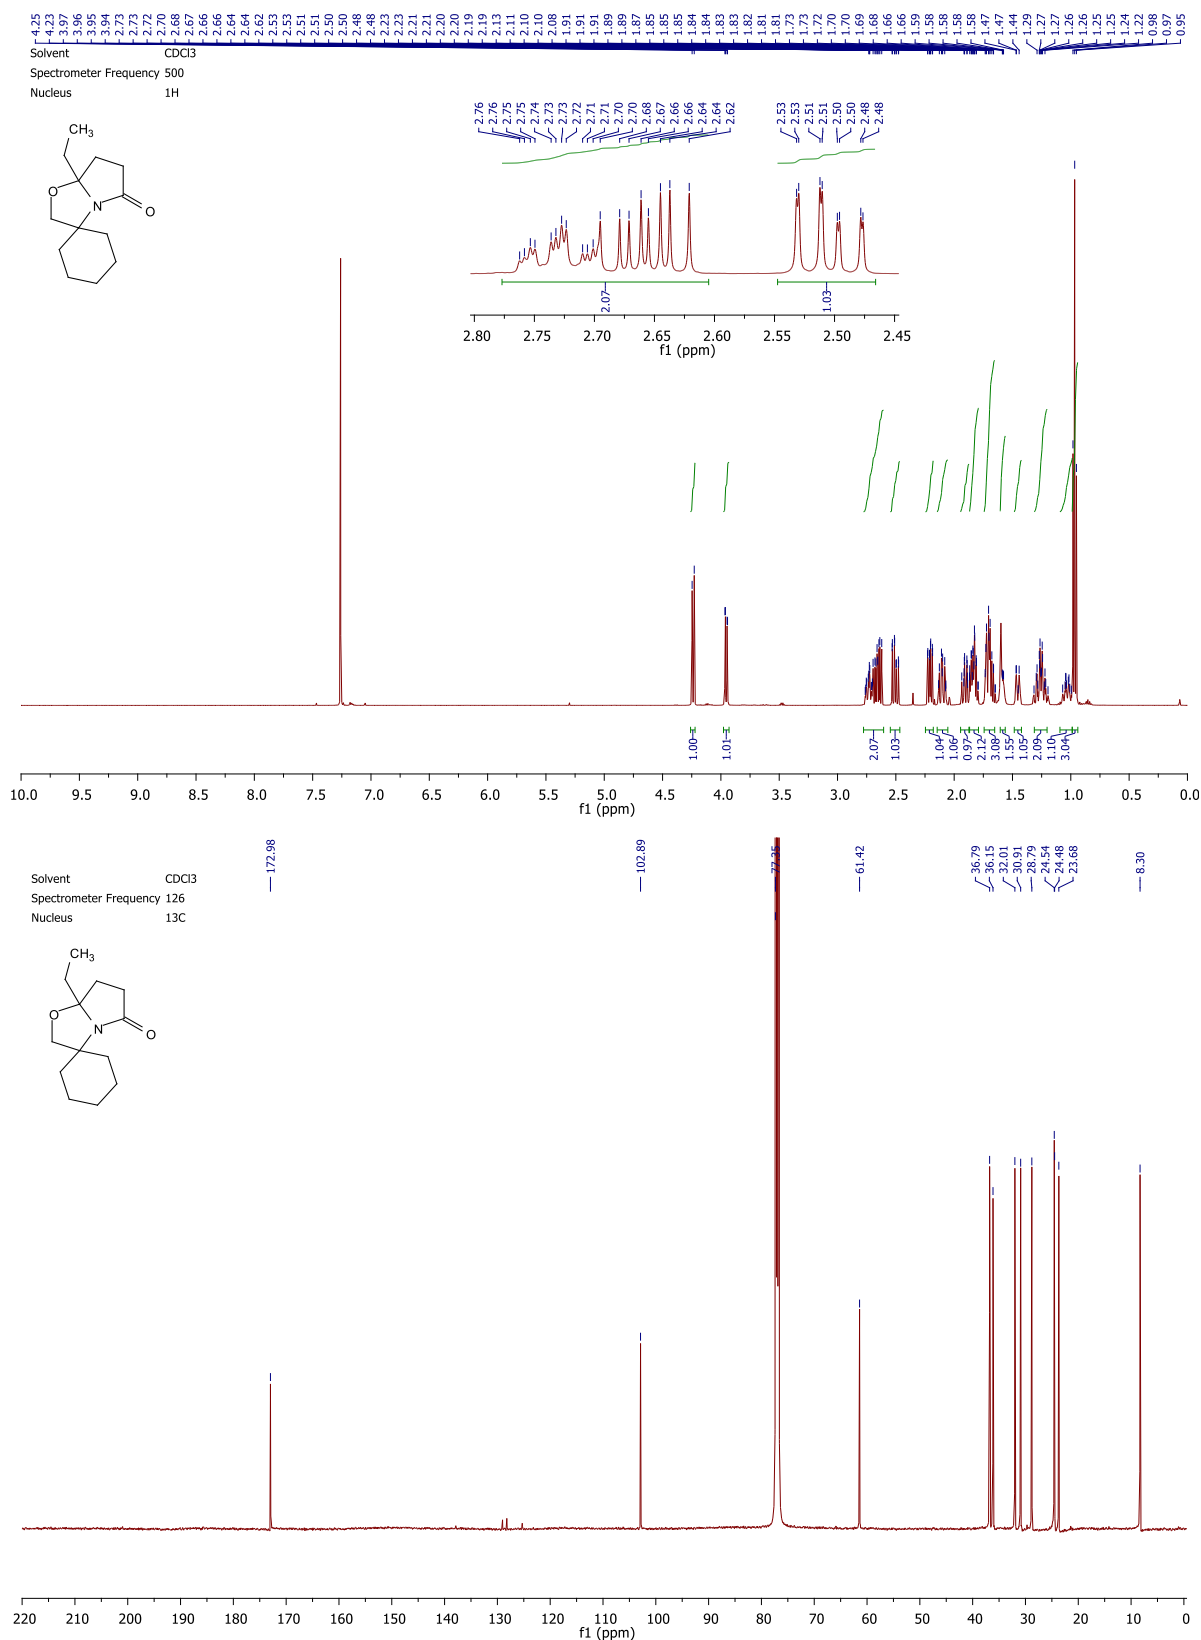 4.25 4.23 3.97 3.96 3.95 3.94 2.73 2.73 2.72 2.70 2.68 2.67 2.66 2.66 2.64 2.64 2.62 2.53 2.53 2.51 2.51 2.50 2.50 2.48 2.48 2.23 2.23 2.21 2.21 2.20 2.20 2.19 2.19 2.13 2.11 2.10 2.10 2.08 1.91 1.91 1.91 1.89 1.89 1.87 1.85 1.85 1.85 1.84 1.84 1.83 1.83 1.82 1.81 1.81 1.73 1.73 1.72 1.70 1.70 1.69 1.68 1.66 1.66 1.59 1.58 1.58 1.58 1.58 1.47 1.47 1.44 1.29 1.27 1.27 1.26 1.26 1.25 1.25 1.24 1.22 0.98 0.97 0.95
Solvent CDCl3
Spectrometer Frequency 500
Nucleus 1H
2.76 2.76 2.75 2.75 2.74 2.73 2.73 2.72 2.71 2.71 2.70 2.70 2.68 2.67 2.66 2.66 2.64 2.64 2.62 2.53 2.53 2.51 2.51 2.50 2.50 2.48 2.48
CH3
O
N
O
2.07 1.03
2.80 2.75 2.70 2.65 2.60 2.55 2.50 2.45
f1 (ppm)
1.00 1.01 2.07 1.03 1.04 1.06 0.97 2.12 3.08 1.55 1.05 2.09 1.10 3.04
10.0 9.5 9.0 8.5 8.0 7.5 7.0 6.5 6.0 5.5 5.0 4.5 4.0 3.5 3.0 2.5 2.0 1.5 1.0 0.5 0.0
f1 (ppm)
172.98 102.89 77.35 61.42 36.79 36.15 32.01 30.91 28.79 24.54 24.48 23.68 8.30
Solvent CDCl3
Spectrometer Frequency 126
Nucleus 13C
CH3
O
N
O
220 210 200 190 180 170 160 150 140 130 120 110 100 90 80 70 60 50 40 30 20 10 0
f1 (ppm)